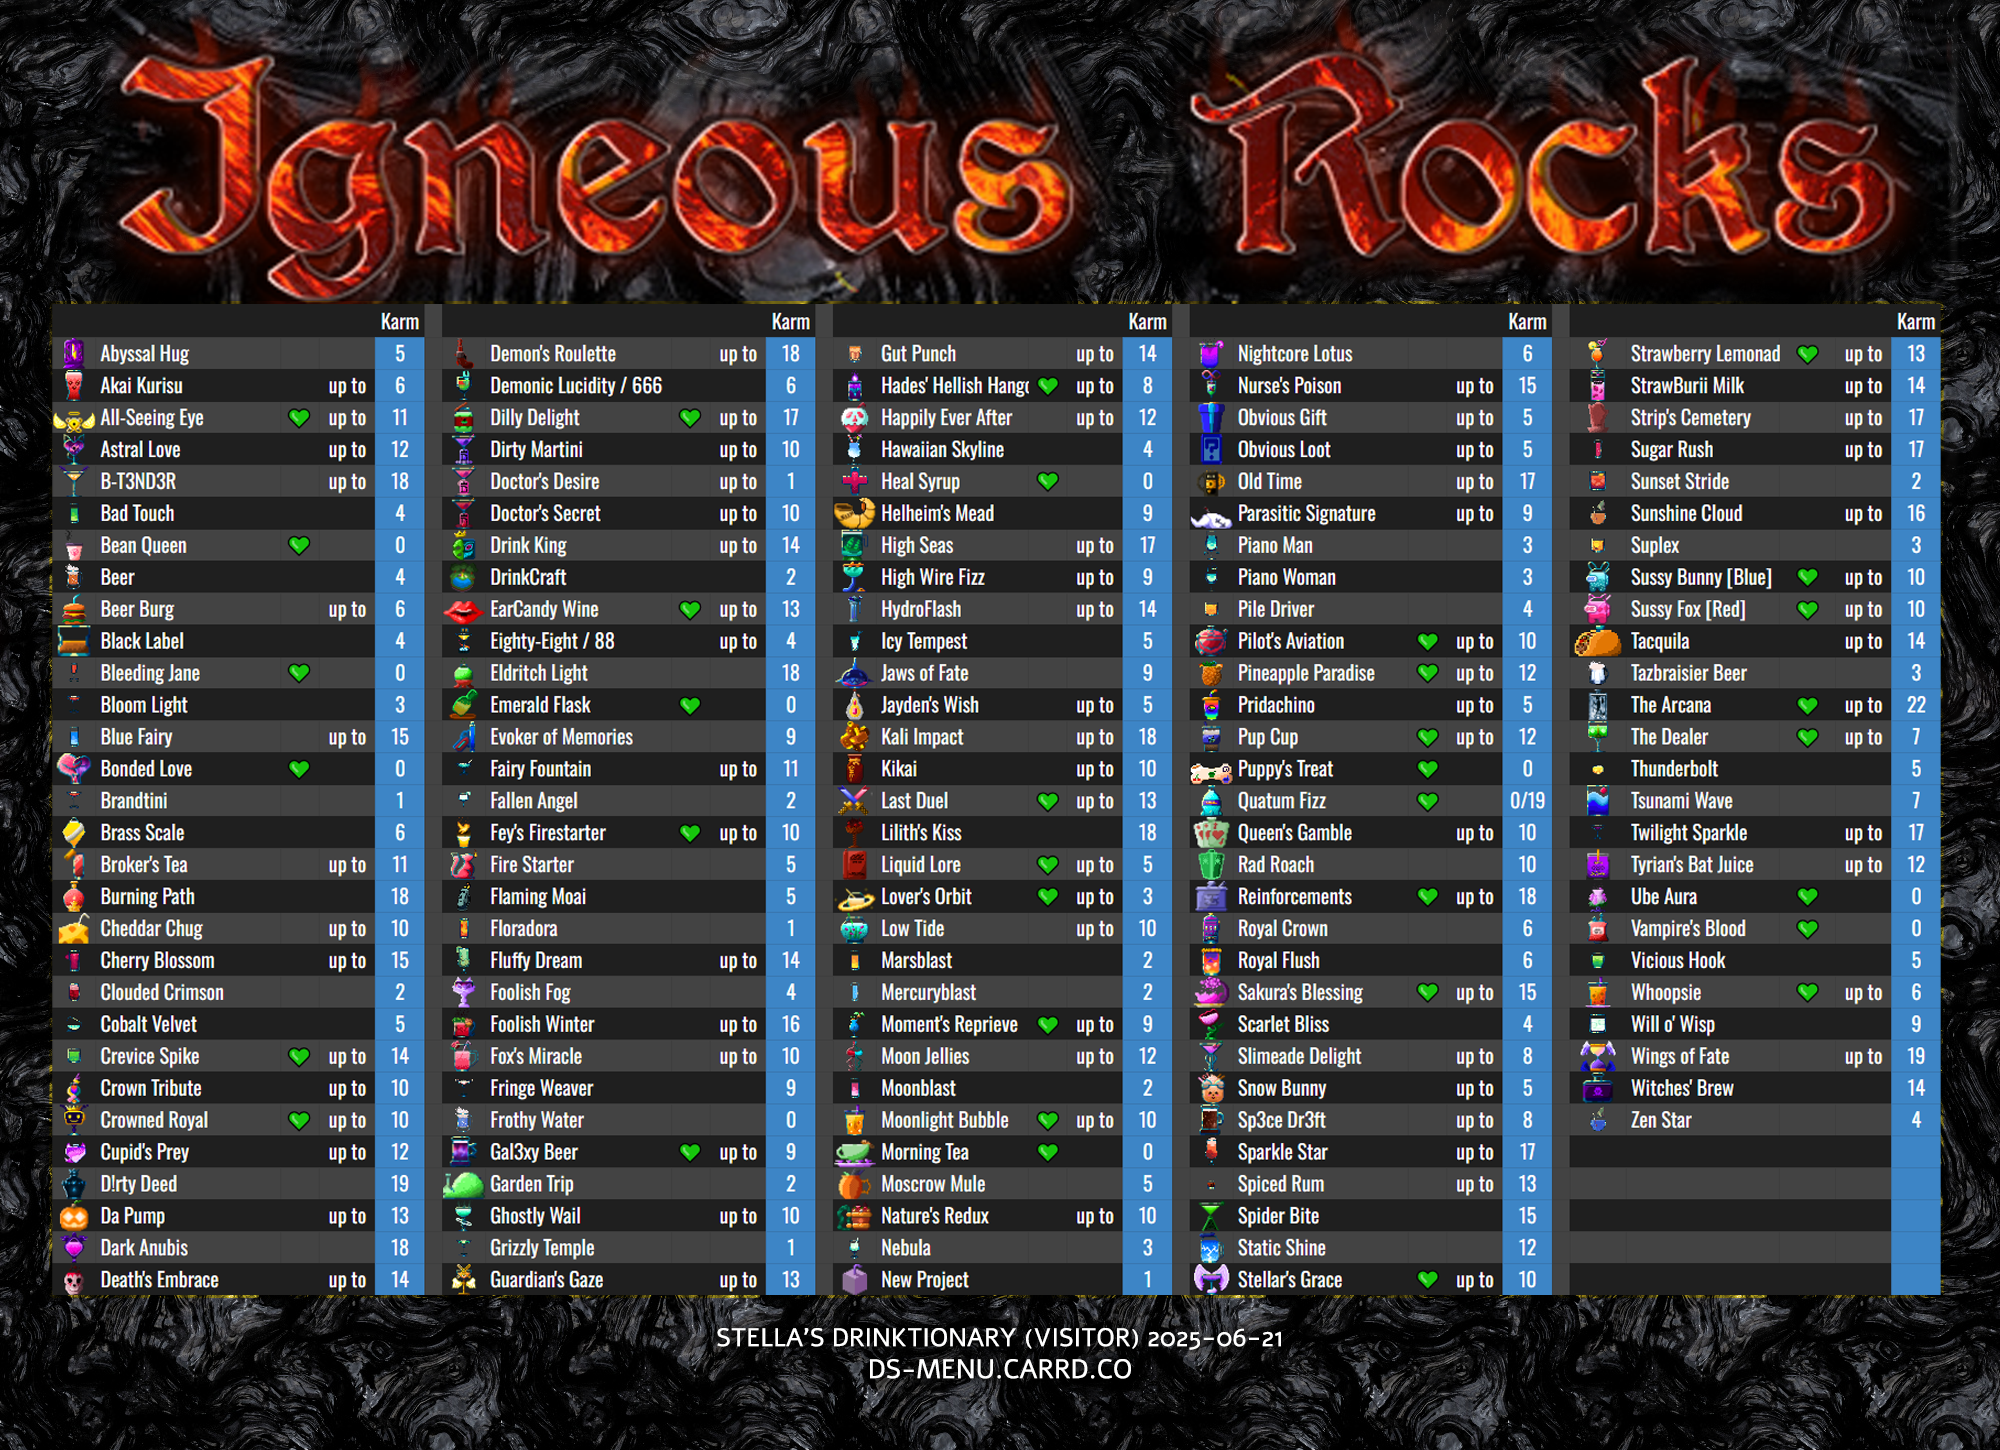 Igneous Rocks
Karm
Abyssal Hug 5
Akai Kurisu up to 6
All-Seeing Eye up to 11
Astral Love up to 12
B-T3ND3R up to 18
Bad Touch 4
Bean Queen 0
Beer 4
Beer Burg up to 6
Black Label 4
Bleeding Jane 0
Bloom Light 3
Blue Fairy up to 15
Bonded Love 0
Brandtini 1
Brass Scale 6
Broker's Tea up to 11
Burning Path 18
Cheddar Chug up to 10
Cherry Blossom up to 15
Clouded Crimson 2
Cobalt Velvet 5
Crevice Spike up to 14
Crown Tribute up to 10
Crowned Royal up to 10
Cupid's Prey up to 12
D!rty Deed 19
Da Pump up to 13
Dark Anubis 18
Death's Embrace up to 14
Karm
Demon's Roulette up to 18
Demonic Lucidity / 666 6
Dilly Delight up to 17
Dirty Martini up to 10
Doctor's Desire up to 1
Doctor's Secret up to 10
Drink King up to 14
DrinkCraft 2
EarCandy Wine up to 13
Eighty-Eight / 88 up to 4
Eldritch Light 18
Emerald Flask 0
Evoker of Memories 9
Fairy Fountain up to 11
Fallen Angel 2
Fey's Firestarter up to 10
Fire Starter 5
Flaming Moai 5
Floradora 1
Fluffy Dream up to 14
Foolish Fog 4
Foolish Winter up to 16
Fox's Miracle up to 10
Fringe Weaver 9
Frothy Water 0
Gal3xy Beer up to 9
Garden Trip 2
Ghostly Wail up to 10
Grizzly Temple 1
Guardian's Gaze up to 13
Karm
Gut Punch up to 14
Hades' Hellish Hango up to 8
Happily Ever After up to 12
Hawaiian Skyline 4
Heal Syrup 0
Helheim's Mead 9
High Seas up to 17
High Wire Fizz up to 9
HydroFlash up to 14
Icy Tempest 5
Jaws of Fate 9
Jayden's Wish up to 5
Kali Impact up to 18
Kikai up to 10
Last Duel up to 13
Lilith's Kiss 18
Liquid Lore up to 5
Lover's Orbit up to 3
Low Tide up to 10
Marsblast 2
Mercuryblast 2
Moment's Reprieve up to 9
Moon Jellies up to 12
Moonblast 2
Moonlight Bubble up to 10
Morning Tea 0
Moscrow Mule 5
Nature's Redux up to 10
Nebula 3
New Project 1
Karm
Nightcore Lotus 6
Nurse's Poison up to 15
Obvious Gift up to 5
Obvious Loot up to 5
Old Time up to 17
Parasitic Signature up to 9
Piano Man 3
Piano Woman 3
Pile Driver 4
Pilot's Aviation up to 10
Pineapple Paradise up to 12
Pridachino up to 5
Pup Cup up to 12
Puppy's Treat 0
Quatum Fizz 0/19
Queen's Gamble up to 10
Rad Roach 10
Reinforcements up to 18
Royal Crown 6
Royal Flush 6
Sakura's Blessing up to 15
Scarlet Bliss 4
Slimeade Delight up to 8
Snow Bunny up to 5
Sp3ce Dr3ft up to 8
Sparkle Star up to 17
Spiced Rum up to 13
Spider Bite 15
Static Shine 12
Stellar's Grace up to 10
Karm
Strawberry Lemonad up to 13
StrawBurii Milk up to 14
Strip's Cemetery up to 17
Sugar Rush up to 17
Sunset Stride 2
Sunshine Cloud up to 16
Suplex 3
Sussy Bunny [Blue] up to 10
Sussy Fox [Red] up to 10
Tacquila up to 14
Tazbraisier Beer 3
The Arcana up to 22
The Dealer up to 7
Thunderbolt 5
Tsunami Wave 7
Twilight Sparkle up to 17
Tyrian's Bat Juice up to 12
Ube Aura 0
Vampire's Blood 0
Vicious Hook 5
Whoopsie up to 6
Will o' Wisp 9
Wings of Fate up to 19
Witches' Brew 14
Zen Star 4
STELLA'S DRINKTIONARY (VISITOR) 2025-06-21
DS-MENU.CARRD.CO